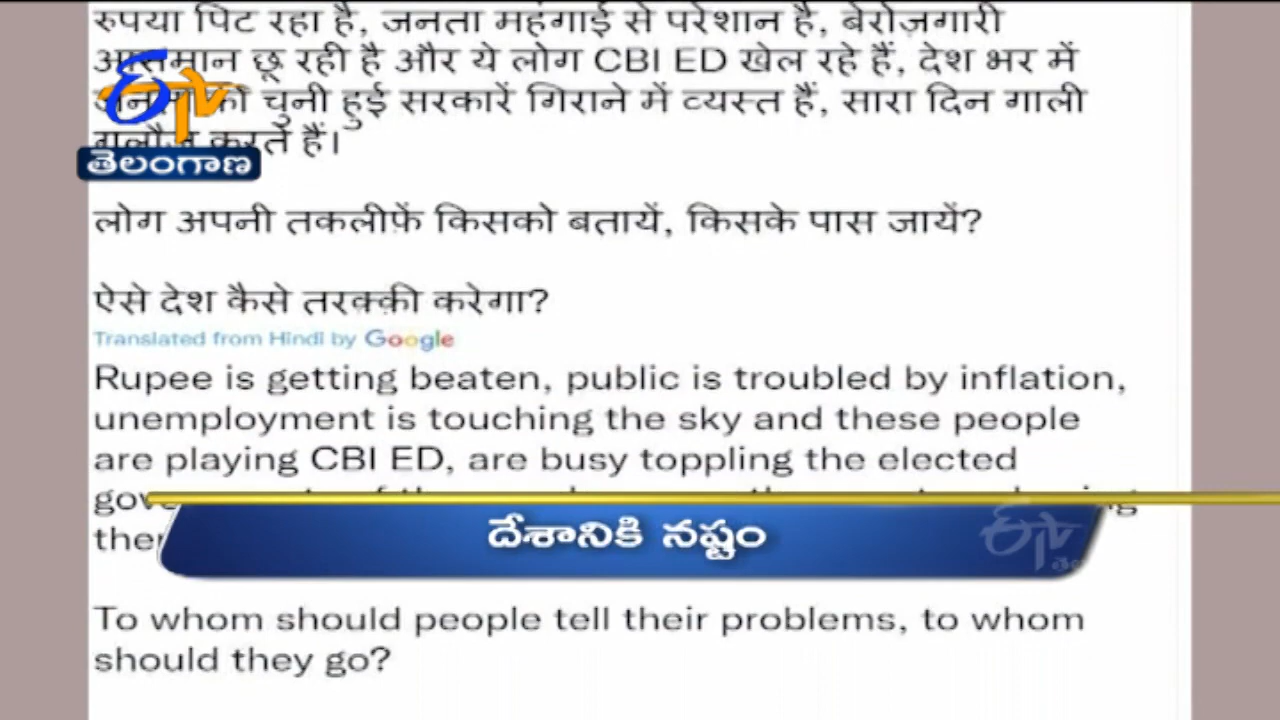 रुपया पिट रहा है, जनता महंगाई से परेशान है, बेरोज़गारी
आसमान छू रही है और ये लोग CBI ED खेल रहे हैं, देश भर में
चुनी हुई सरकारें गिराने में व्यस्त हैं, सारा दिन गाली
करते हैं।
ETV
తెలంగాణ
लोग अपनी तकलीफ़ें किसको बतायें, किसके पास जायें?
ऐसे देश कैसे तरक्की करेगा?
Translated from Hindi by Google
Rupee is getting beaten, public is troubled by inflation,
unemployment is touching the sky and these people
are playing CBI ED, are busy toppling the elected
దేశానికి నష్టం
To whom should people tell their problems, to whom
should they go?